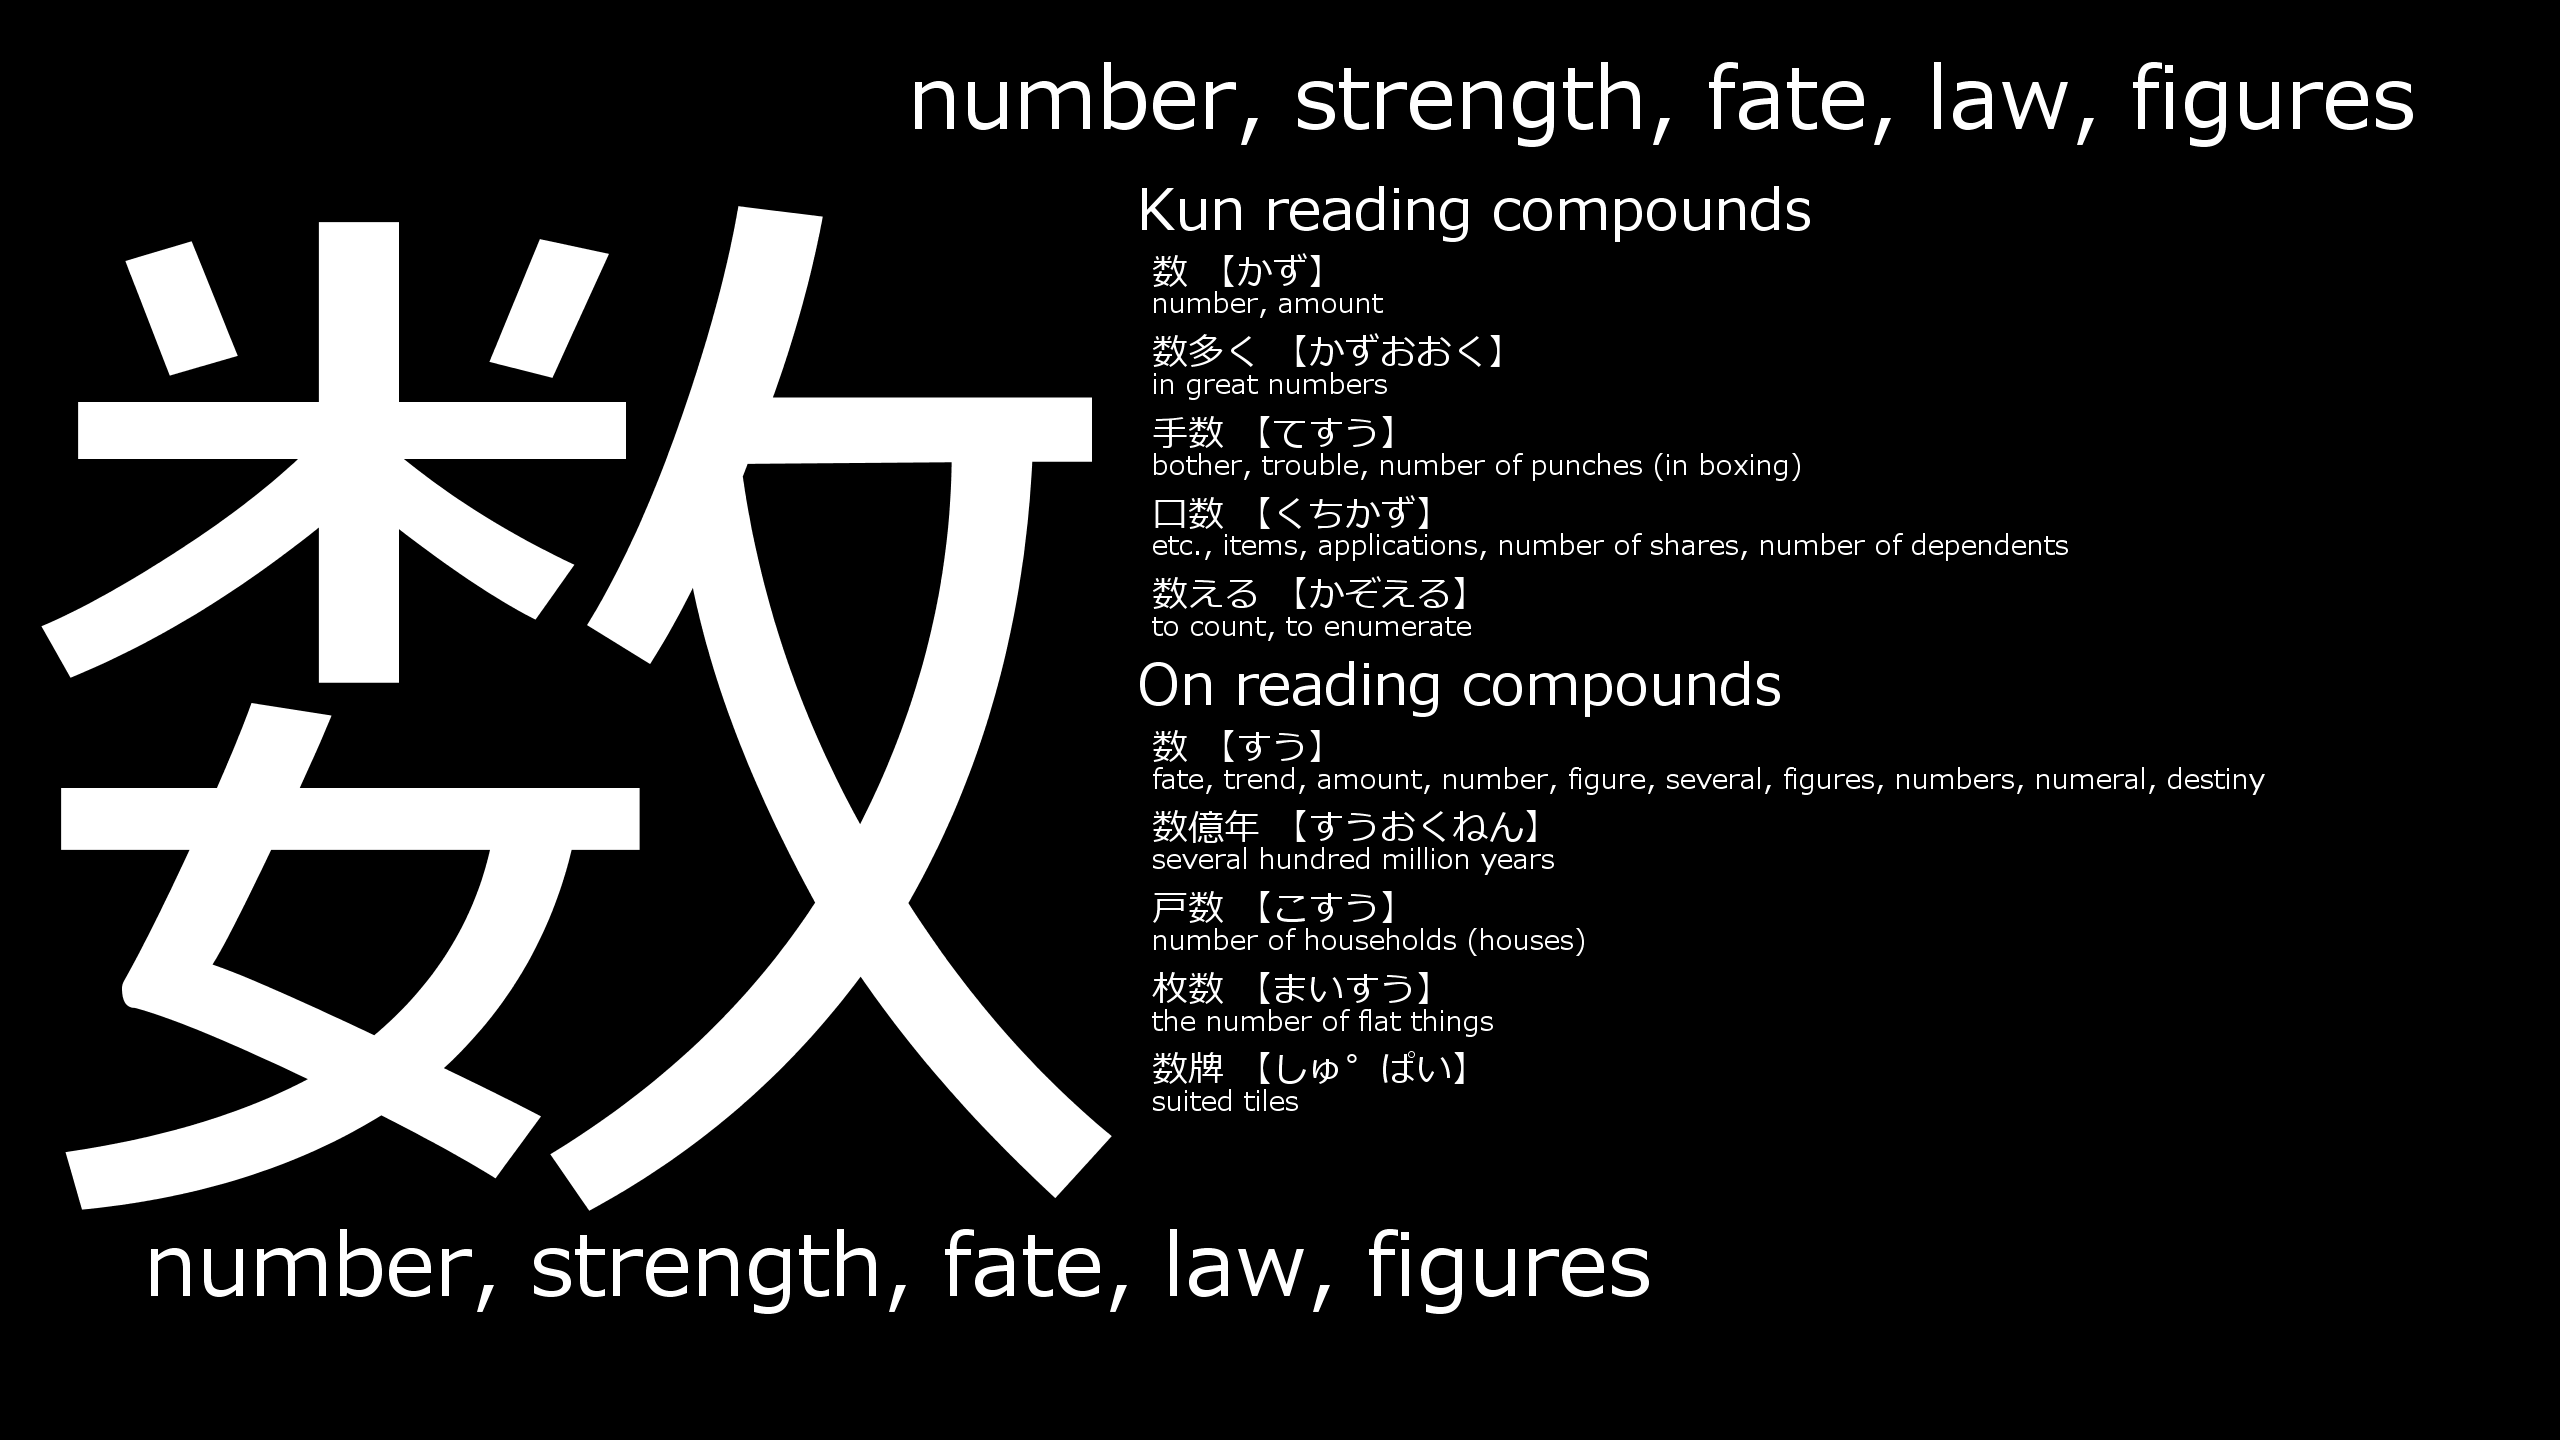 number, strength, fate, law, figures
数
Kun reading compounds
数 【かず】
number, amount
数多く 【かずおおく】
in great numbers
手数 【てすう】
bother, trouble, number of punches (in boxing)
口数 【くちかず】
etc., items, applications, number of shares, number of dependents
数える 【かぞえる】
to count, to enumerate
On reading compounds
数 【すう】
fate, trend, amount, number, figure, several, figures, numbers, numeral, destiny
数億年 【すうおくねん】
several hundred million years
戸数 【こすう】
number of households (houses)
枚数 【まいすう】
the number of flat things
数牌 【しゅ゜ぱい】
suited tiles
number, strength, fate, law, figures